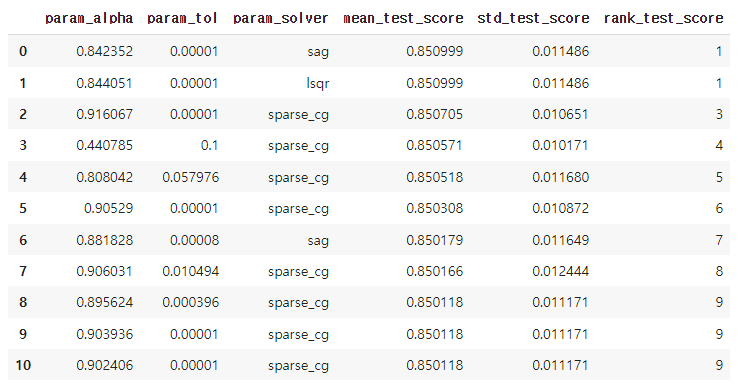 param_alpha param_tol param_solver mean_test_score std_test_score rank_test_score
0 0.842352 0.00001 sag 0.850999 0.011486 1
1 0.844051 0.00001 lsqr 0.850999 0.011486 1
2 0.916067 0.00001 sparse_cg 0.850705 0.010651 3
3 0.440785 0.1 sparse_cg 0.850571 0.010171 4
4 0.808042 0.057976 sparse_cg 0.850518 0.011680 5
5 0.90529 0.00001 sparse_cg 0.850308 0.010872 6
6 0.881828 0.00008 sag 0.850179 0.011649 7
7 0.906031 0.010494 sparse_cg 0.850166 0.012444 8
8 0.895624 0.000396 sparse_cg 0.850118 0.011171 9
9 0.903936 0.00001 sparse_cg 0.850118 0.011171 9
10 0.902406 0.00001 sparse_cg 0.850118 0.011171 9